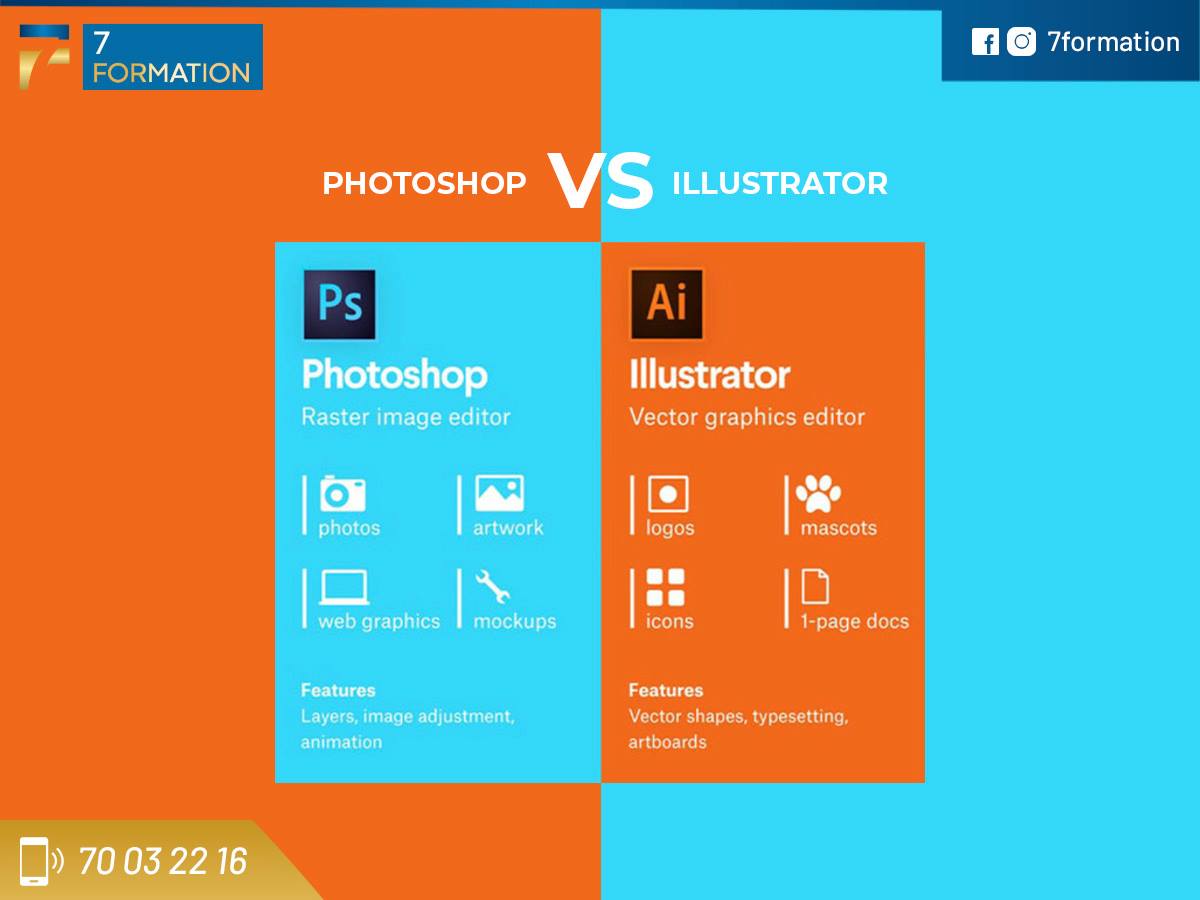 7
FORMATION
7formation
PHOTOSHOP VS ILLUSTRATOR
Ps
Photoshop
Raster image editor
photos
artwork
web graphics
mockups
Features
Layers, image adjustment,
animation
Ai
Illustrator
Vector graphics editor
logos
mascots
icons
1-page docs
Features
Vector shapes, typesetting,
artboards
70 03 22 16